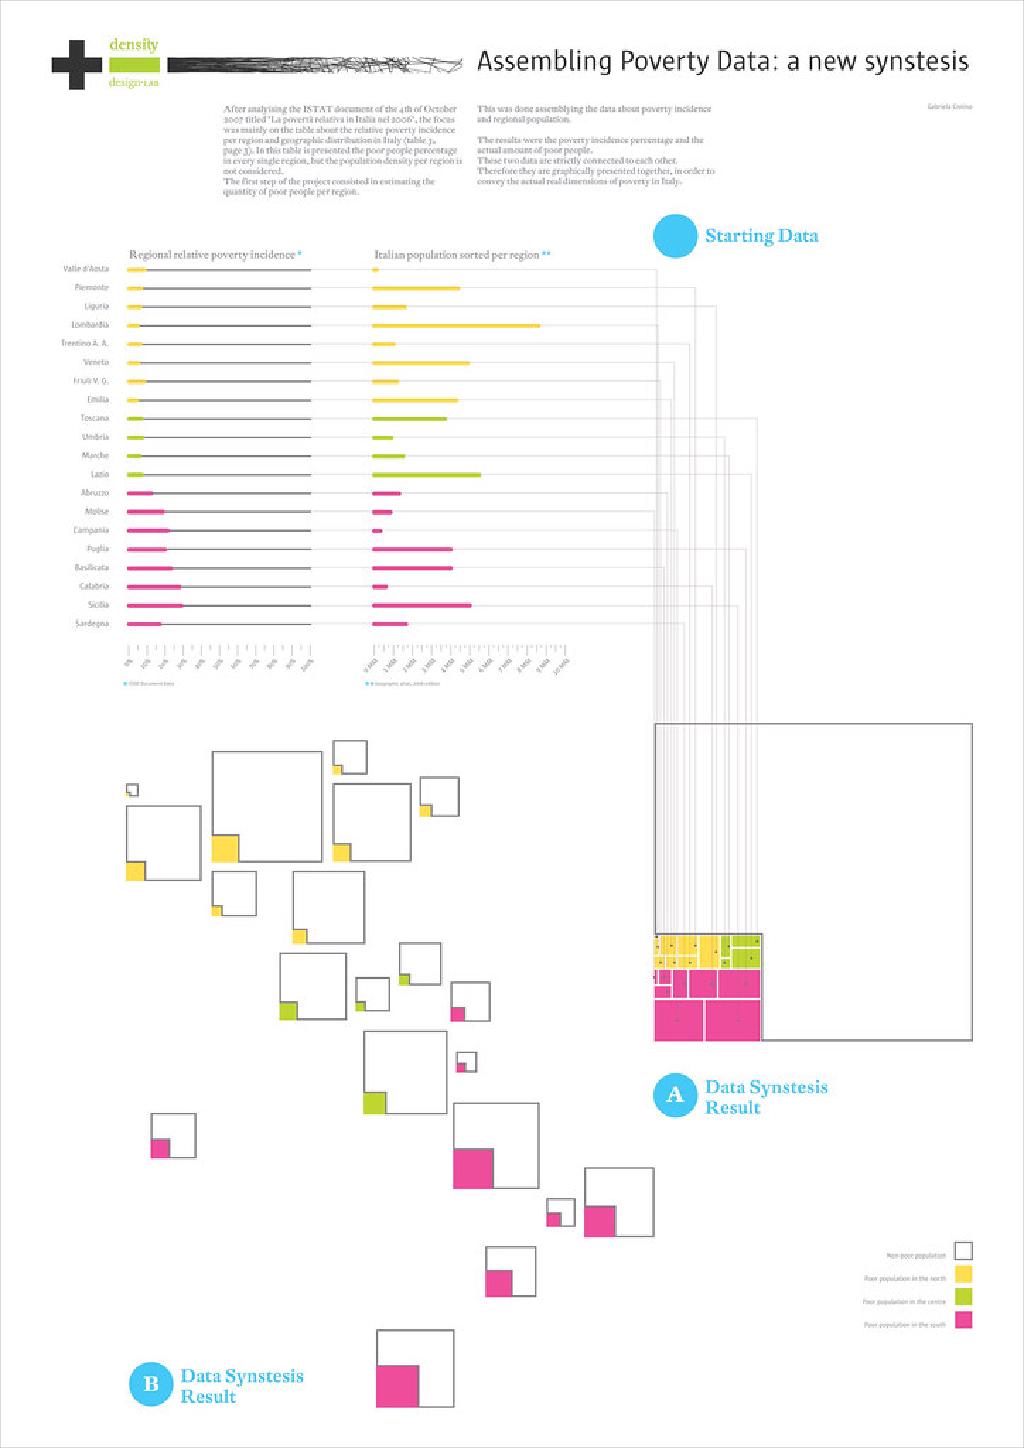 density
design·LAB
Assembling Poverty Data: a new synstesis
Gabriela Ennino
After analyising the ISTAT document of the 4th of October
2007 titled "La povertà relativa in Italia nel 2006", the focus
was mainly on the table about the relative poverty incidence
per region and geographic distribution in Italy (table 3,
page 3). In this table is presented the poor people percentage
in every single region, but the population density per region is
not considered.
The first step of the project consisted in estimating the
quantity of poor people per region.
This was done assembling the data about poverty incidence
and regional population.
The results were the poverty incidence percentage and the
actual amount of poor people.
These two data are strictly connected to each other.
Therefore they are graphically presented together, in order to
convey the actual real dimensions of poverty in Italy.
Starting Data
Regional relative poverty incidence *
Italian population sorted per region **
Valle d'Aosta
Piemonte
Liguria
Lombardia
Trentino A. A.
Veneto
Friuli V. G.
Emilia
Toscana
Umbria
Marche
Lazio
Abruzzo
Molise
Campania
Puglia
Basilicata
Calabria
Sicilia
Sardegna
A
Data Synstesis
Result
Non poor population
Poor population in the north
Poor population in the centre
Poor population in the south
B
Data Synstesis
Result